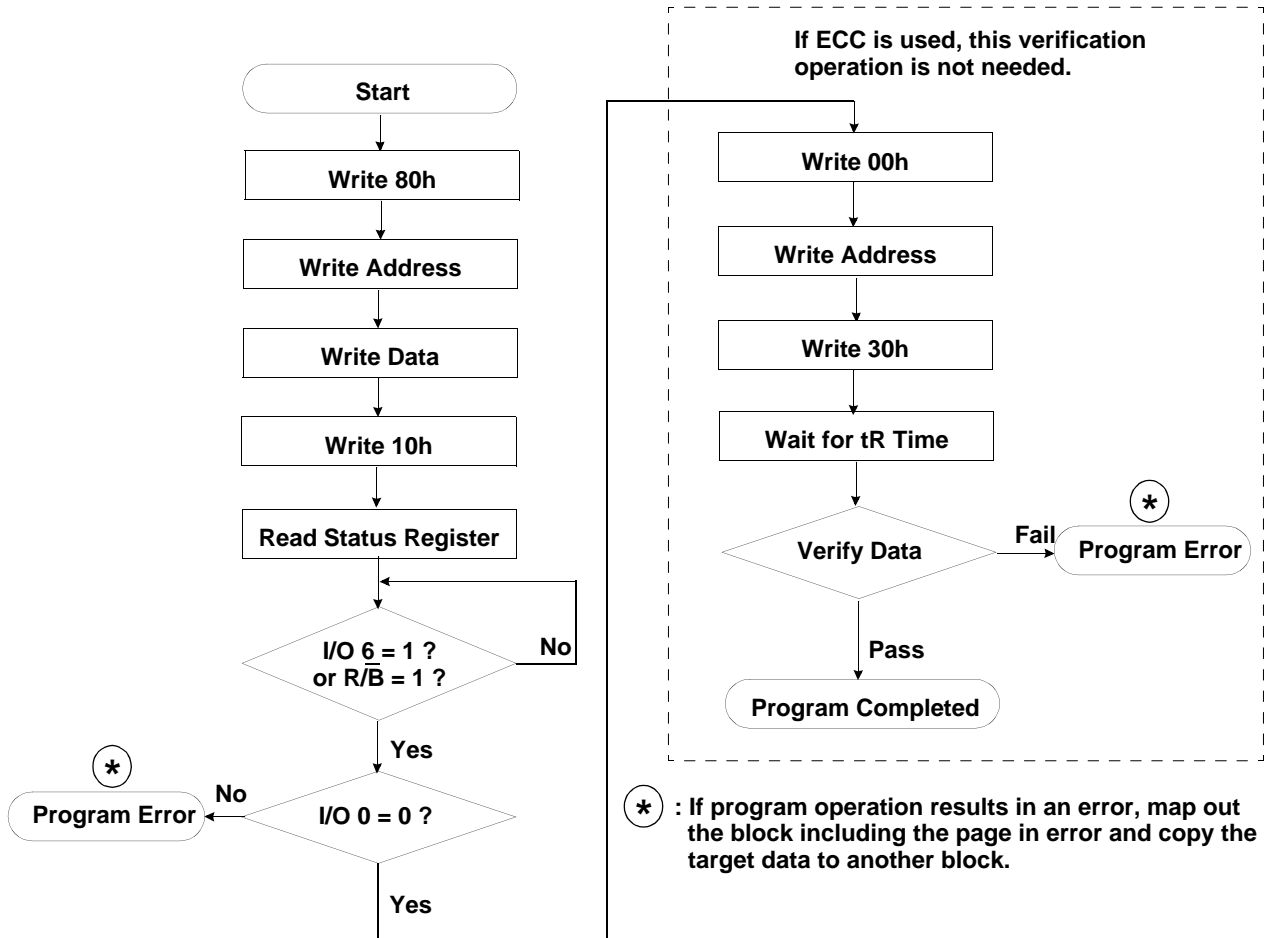 Start
Write 80h
Write Address
Write Data
Write 10h
Read Status Register
I/O 6 = 1 ?
or R/B̅ = 1 ?
No
Yes
*
Program Error
No
I/O 0 = 0 ?
Yes
If ECC is used, this verification
operation is not needed.
Write 00h
Write Address
Write 30h
Wait for tR Time
Verify Data
Fail
*
Program Error
Pass
Program Completed
* : If program operation results in an error, map out
the block including the page in error and copy the
target data to another block.